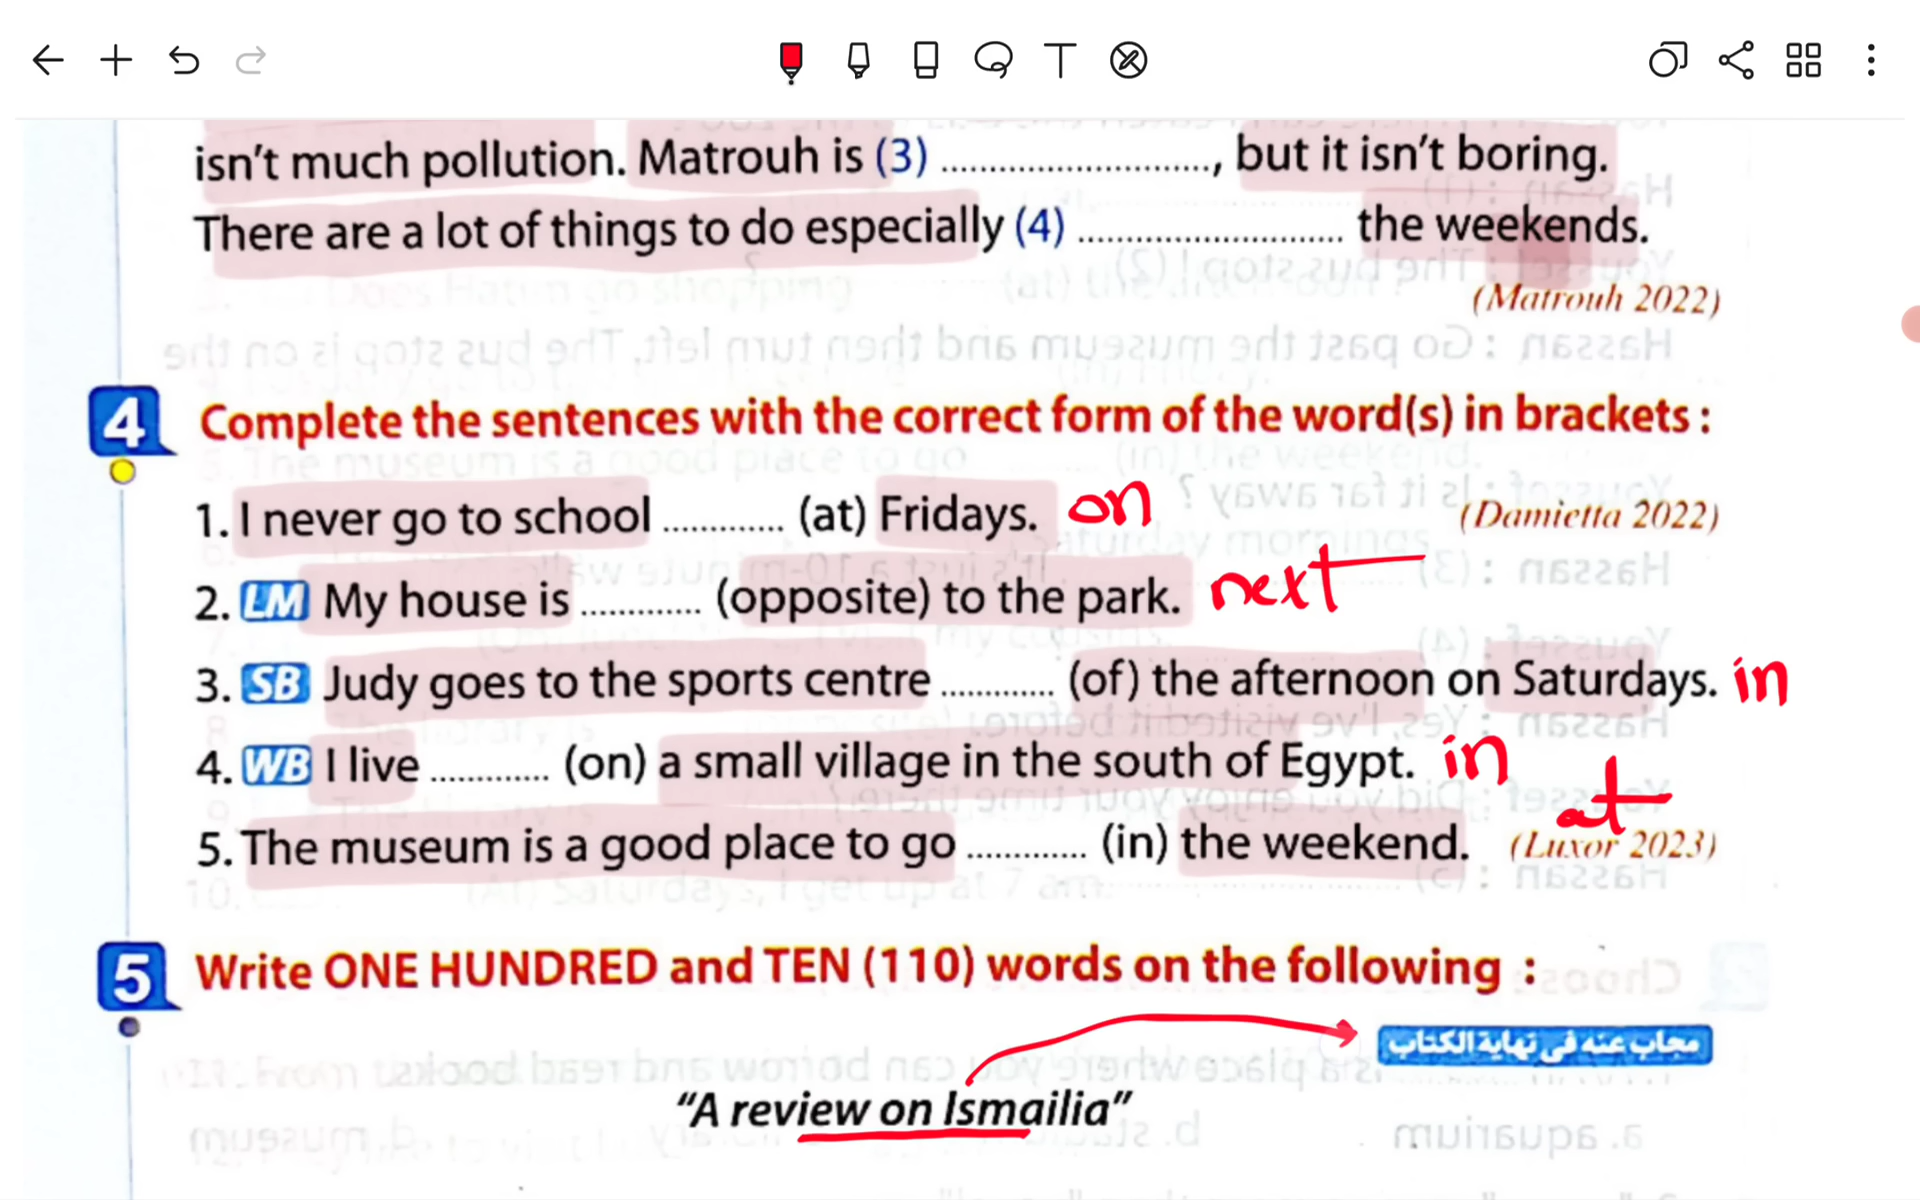 isn't much pollution. Matrouh is (3) ............................, but it isn't boring.
There are a lot of things to do especially (4) ............................ the weekends.
(Matrouh 2022)
4 Complete the sentences with the correct form of the word(s) in brackets :
1. I never go to school ............. (at) Fridays. on (Damietta 2022)
2. LM My house is ............. (opposite) to the park. next
3. SB Judy goes to the sports centre ............. (of) the afternoon on Saturdays. in
4. WB I live ............. (on) a small village in the south of Egypt. in
at
5. The museum is a good place to go ............. (in) the weekend. (Luxor 2023)
5 Write ONE HUNDRED and TEN (110) words on the following :
مجاب عنه فى نهاية الكتاب
"A review on Ismailia"